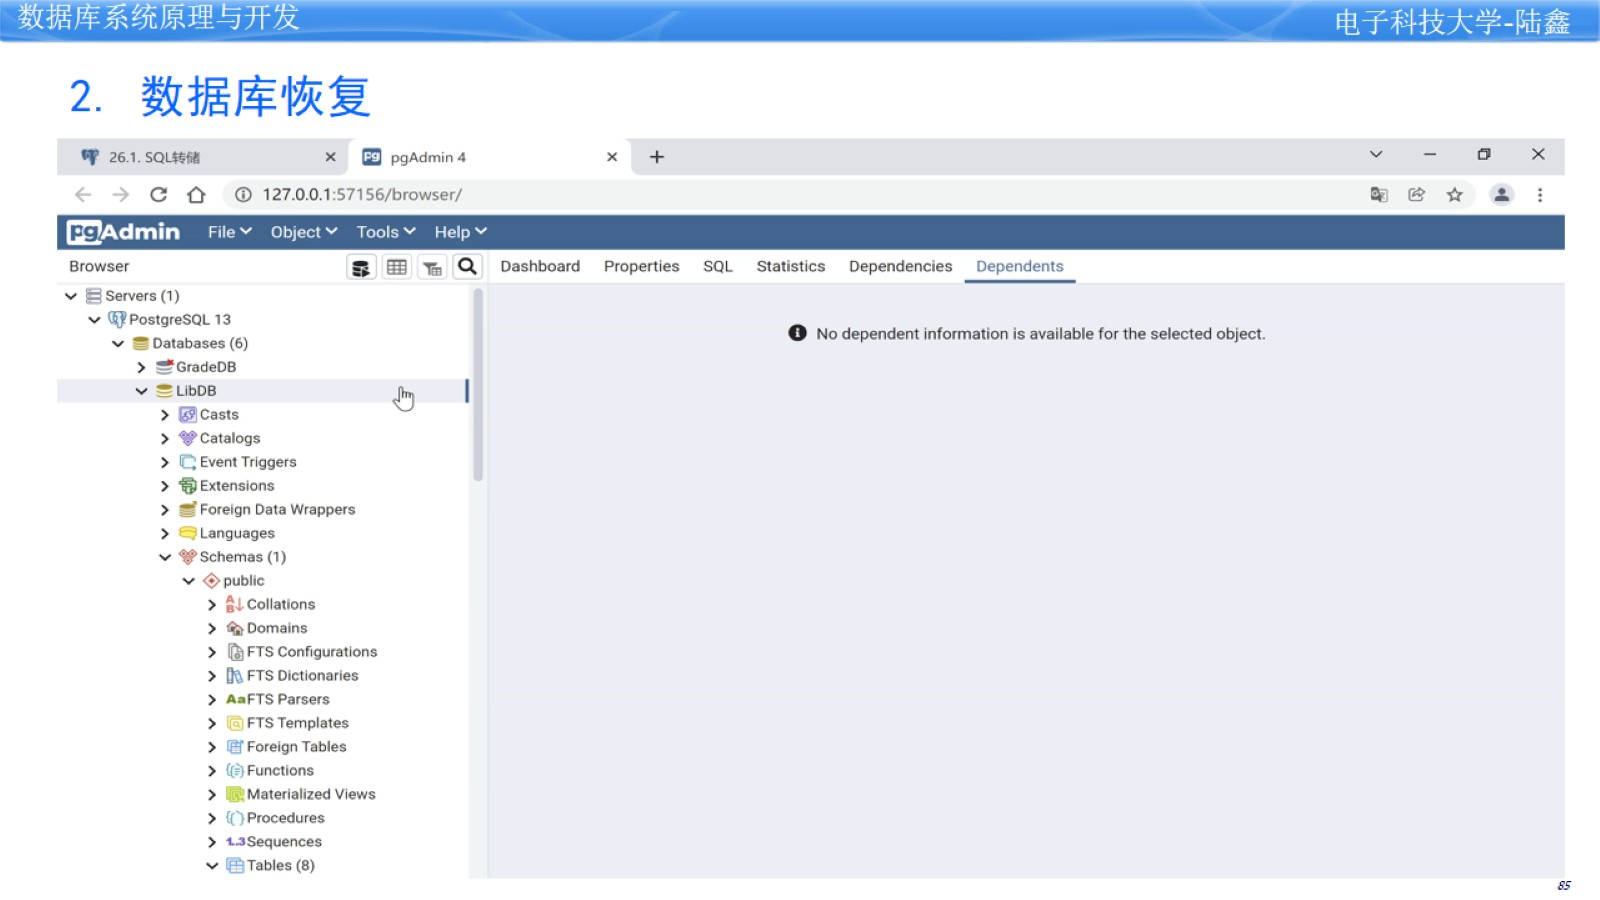 数据库系统原理与开发
电子科技大学-陆鑫
2. 数据库恢复
26.1. SQL转储
pgAdmin 4
127.0.0.1:57156/browser/
pgAdmin File Object Tools Help
Browser
Dashboard Properties SQL Statistics Dependencies Dependents
Servers (1)
PostgreSQL 13
Databases (6)
GradeDB
LibDB
Casts
Catalogs
Event Triggers
Extensions
Foreign Data Wrappers
Languages
Schemas (1)
public
Collations
Domains
FTS Configurations
FTS Dictionaries
FTS Parsers
FTS Templates
Foreign Tables
Functions
Materialized Views
Procedures
1..3 Sequences
Tables (8)
No dependent information is available for the selected object.
85